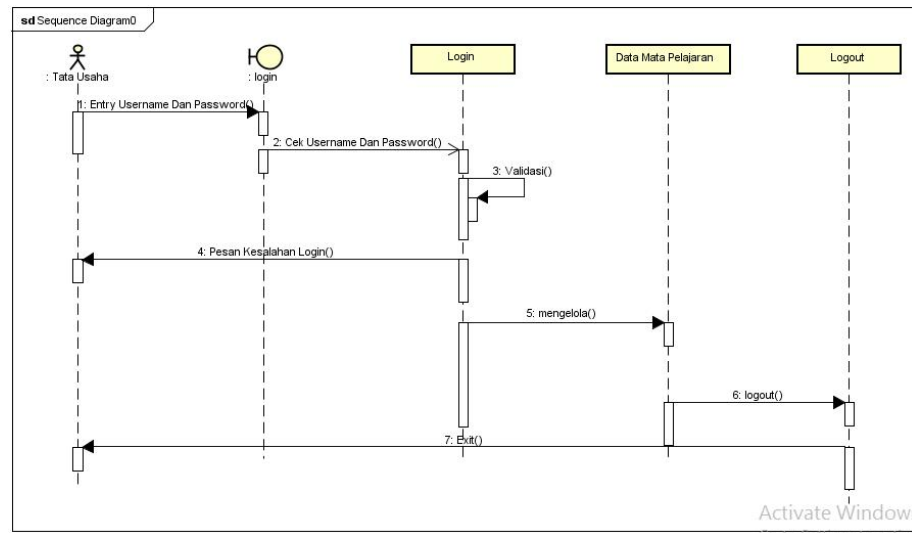 sd Sequence Diagram0
: Tata Usaha
: login
Login
Data Mata Pelajaran
Logout
1: Entry Username Dan Password()
2: Cek Username Dan Password()
3: Validasi()
4: Pesan Kesalahan Login()
5: mengelola()
6: logout()
7: Exit()
Activate Window